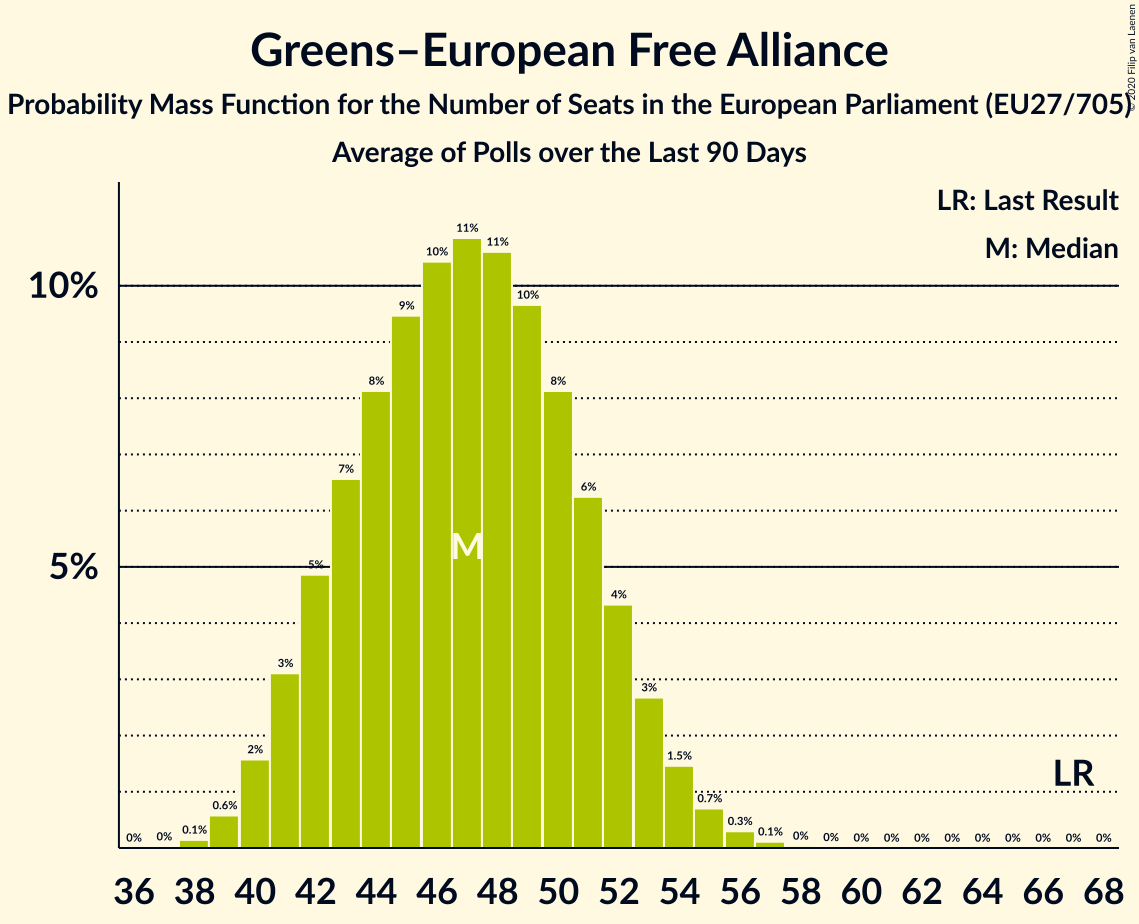 Greens–European Free Alliance
Probability Mass Function for the Number of Seats in the European Parliament (EU27/705)
Average of Polls over the Last 90 Days
© 2020 Filip van Laenen
LR: Last Result
M: Median
10%
5%
0% 0% 0.1% 0.6% 2% 3% 5% 7% 8% 9% 10% 11% 11% 10% 8% 6% 4% 3% 1.5% 0.7% 0.3% 0.1% 0% 0% 0% 0% 0% 0% 0% 0% 0% 0% 0%
M
LR
36 38 40 42 44 46 48 50 52 54 56 58 60 62 64 66 68